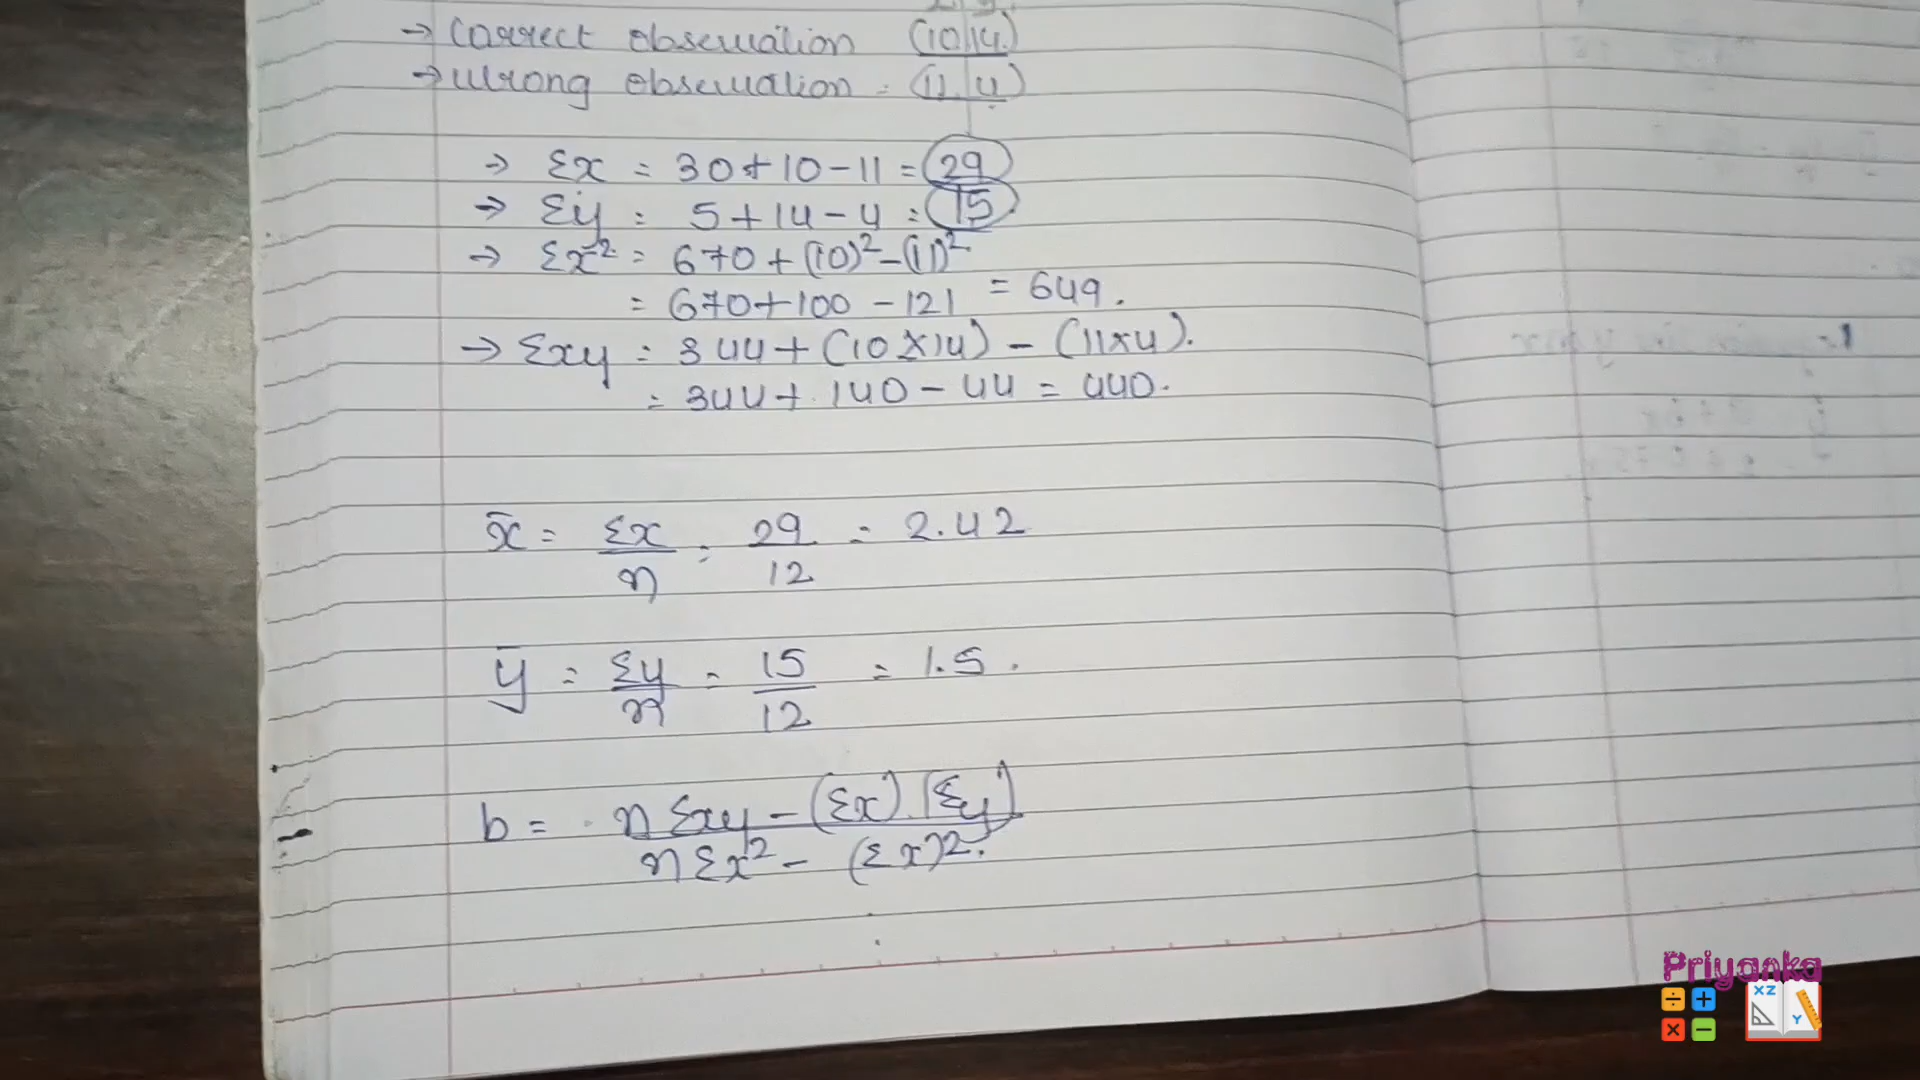 → Correct observation (10,14)
→ Wrong observation = (11,4)
→ Σx = 30+10-11 = 29
→ Σy = 5+14-4 = 15
→ Σx² = 670+(10)²-(11)²
= 670+100-121 = 649.
→ Σxy = 344+(10×14)-(11×4).
= 344+140-44 = 440.
x̄ = Σx/n = 29/12 = 2.42
ȳ = Σy/n = 15/12 = 1.5.
b = nΣxy-(Σx).(Σy)/nΣx²-(Σx)².
Priyanka
XZ
Y